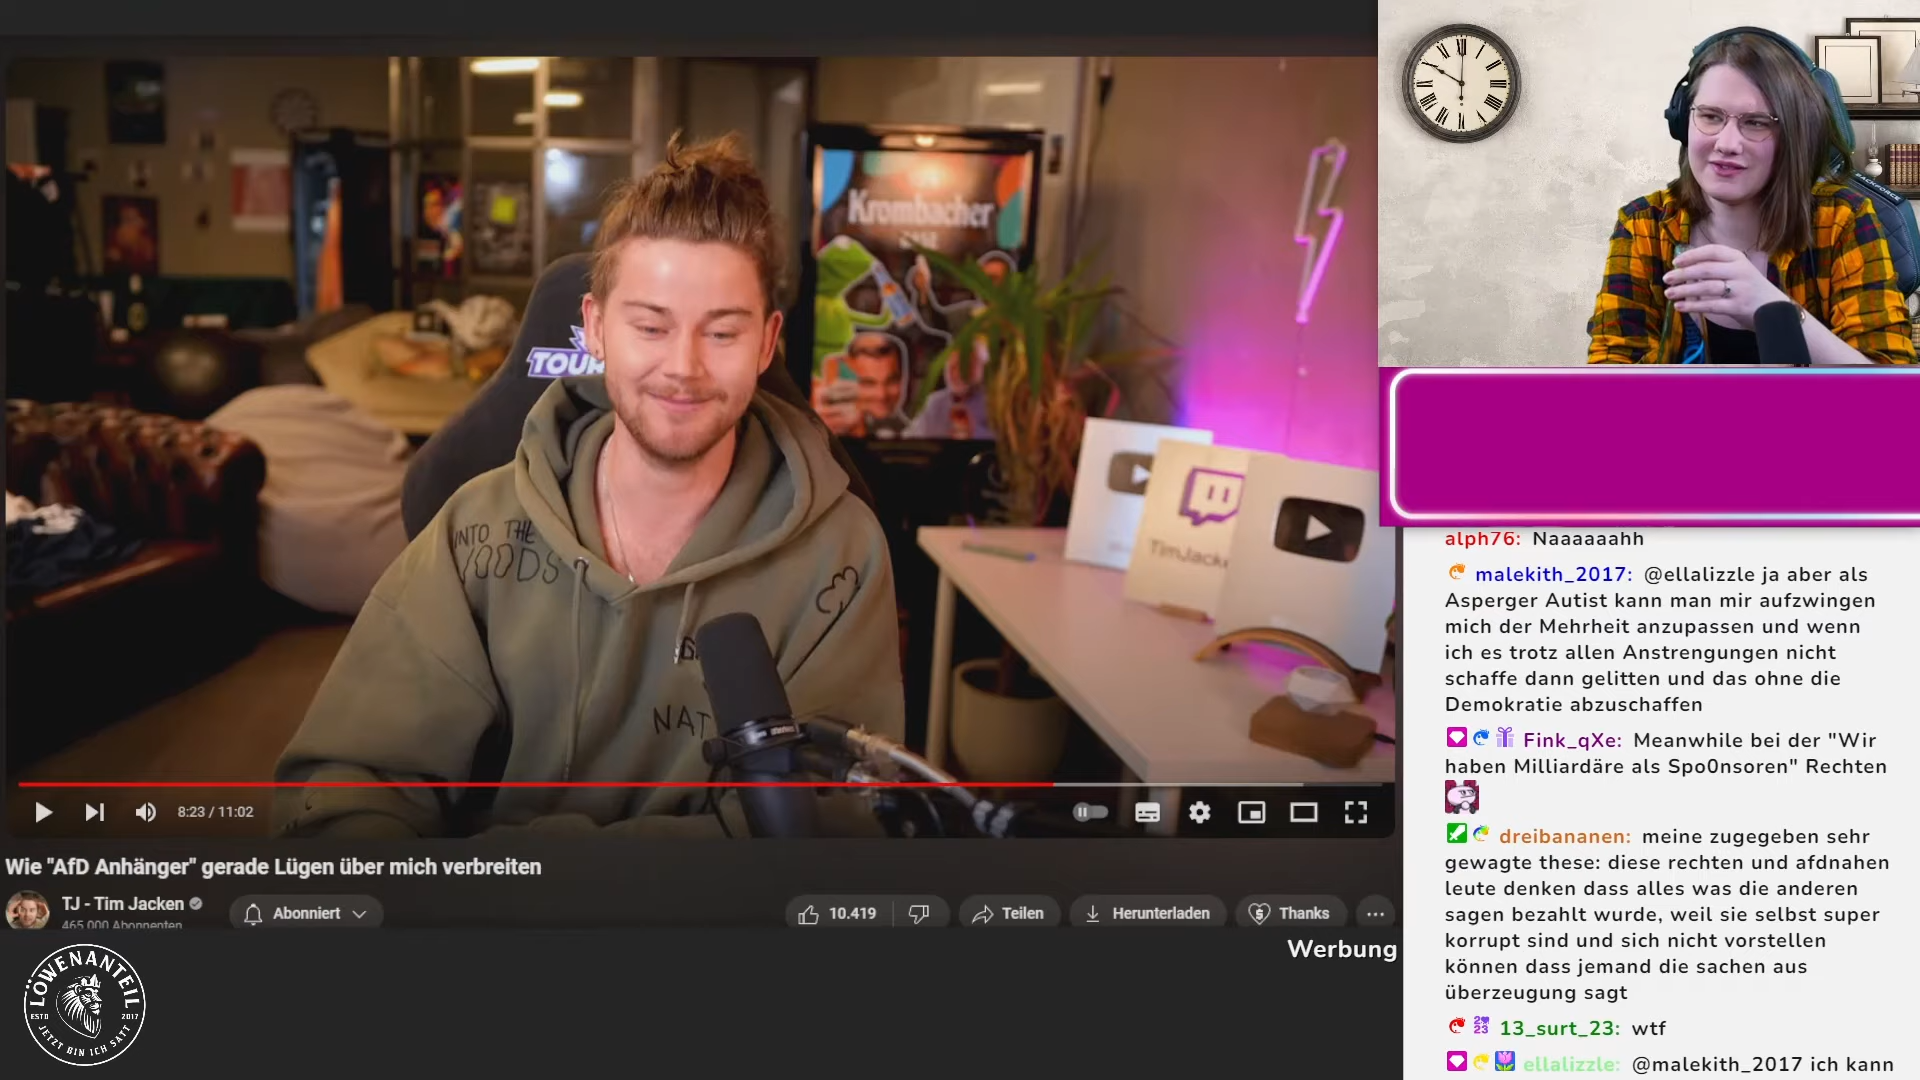 Krombacher
TOUR
INTO THE
WOODS
NAT
TimJacke
8:23 / 11:02
Wie "AfD Anhänger" gerade Lügen über mich verbreiten
TJ - Tim Jacken
465.000 Abonnenten
Abonniert
10.419
Teilen
Herunterladen
Thanks
Werbung
LÖWENANTEIL
ESTD 2017
JETZT BIN ICH SATT
BACKFORCE
alph76: Naaaaaahh
malekith_2017: @ellalizzle ja aber als
Asperger Autist kann man mir aufzwingen
mich der Mehrheit anzupassen und wenn
ich es trotz allen Anstrengungen nicht
schaffe dann gelitten und das ohne die
Demokratie abzuschaffen
Fink_qXe: Meanwhile bei der "Wir
haben Milliardäre als Spo0nsoren" Rechten
dreibananen: meine zugegeben sehr
gewagte these: diese rechten und afdnahen
leute denken dass alles was die anderen
sagen bezahlt wurde, weil sie selbst super
korrupt sind und sich nicht vorstellen
können dass jemand die sachen aus
überzeugung sagt
13_surt_23: wtf
ellalizzle: @malekith_2017 ich kann